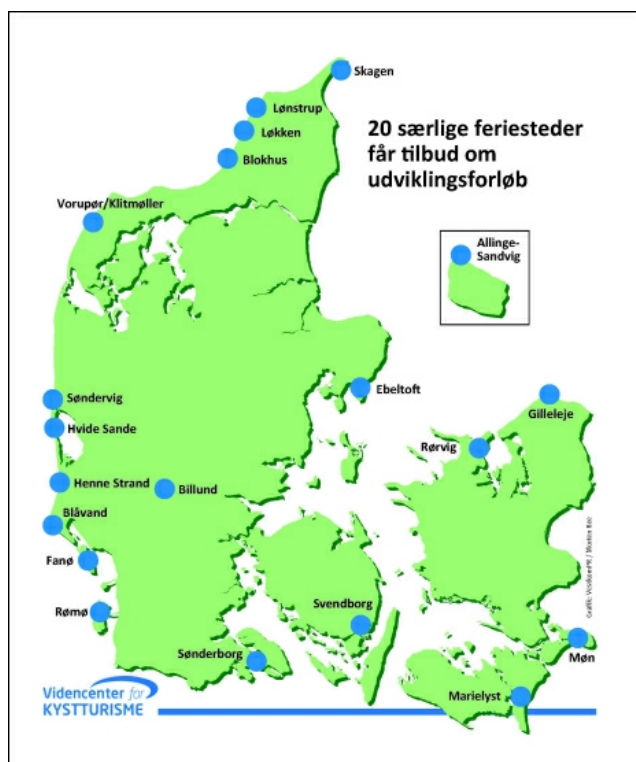 Skagen
Lønstrup
Løkken
Blokhus
20 særlige feriesteder
får tilbud om
udviklingsforløb
Vorupør/Klitmøller
Allinge-
Sandvig
Ebeltoft
Gilleleje
Søndervig
Hvide Sande
Rørvig
Henne Strand
Billund
Blåvand
Fanø
Rømø
Svendborg
Sønderborg
Møn
Marielyst
Videncenter for
KYSTTURISME